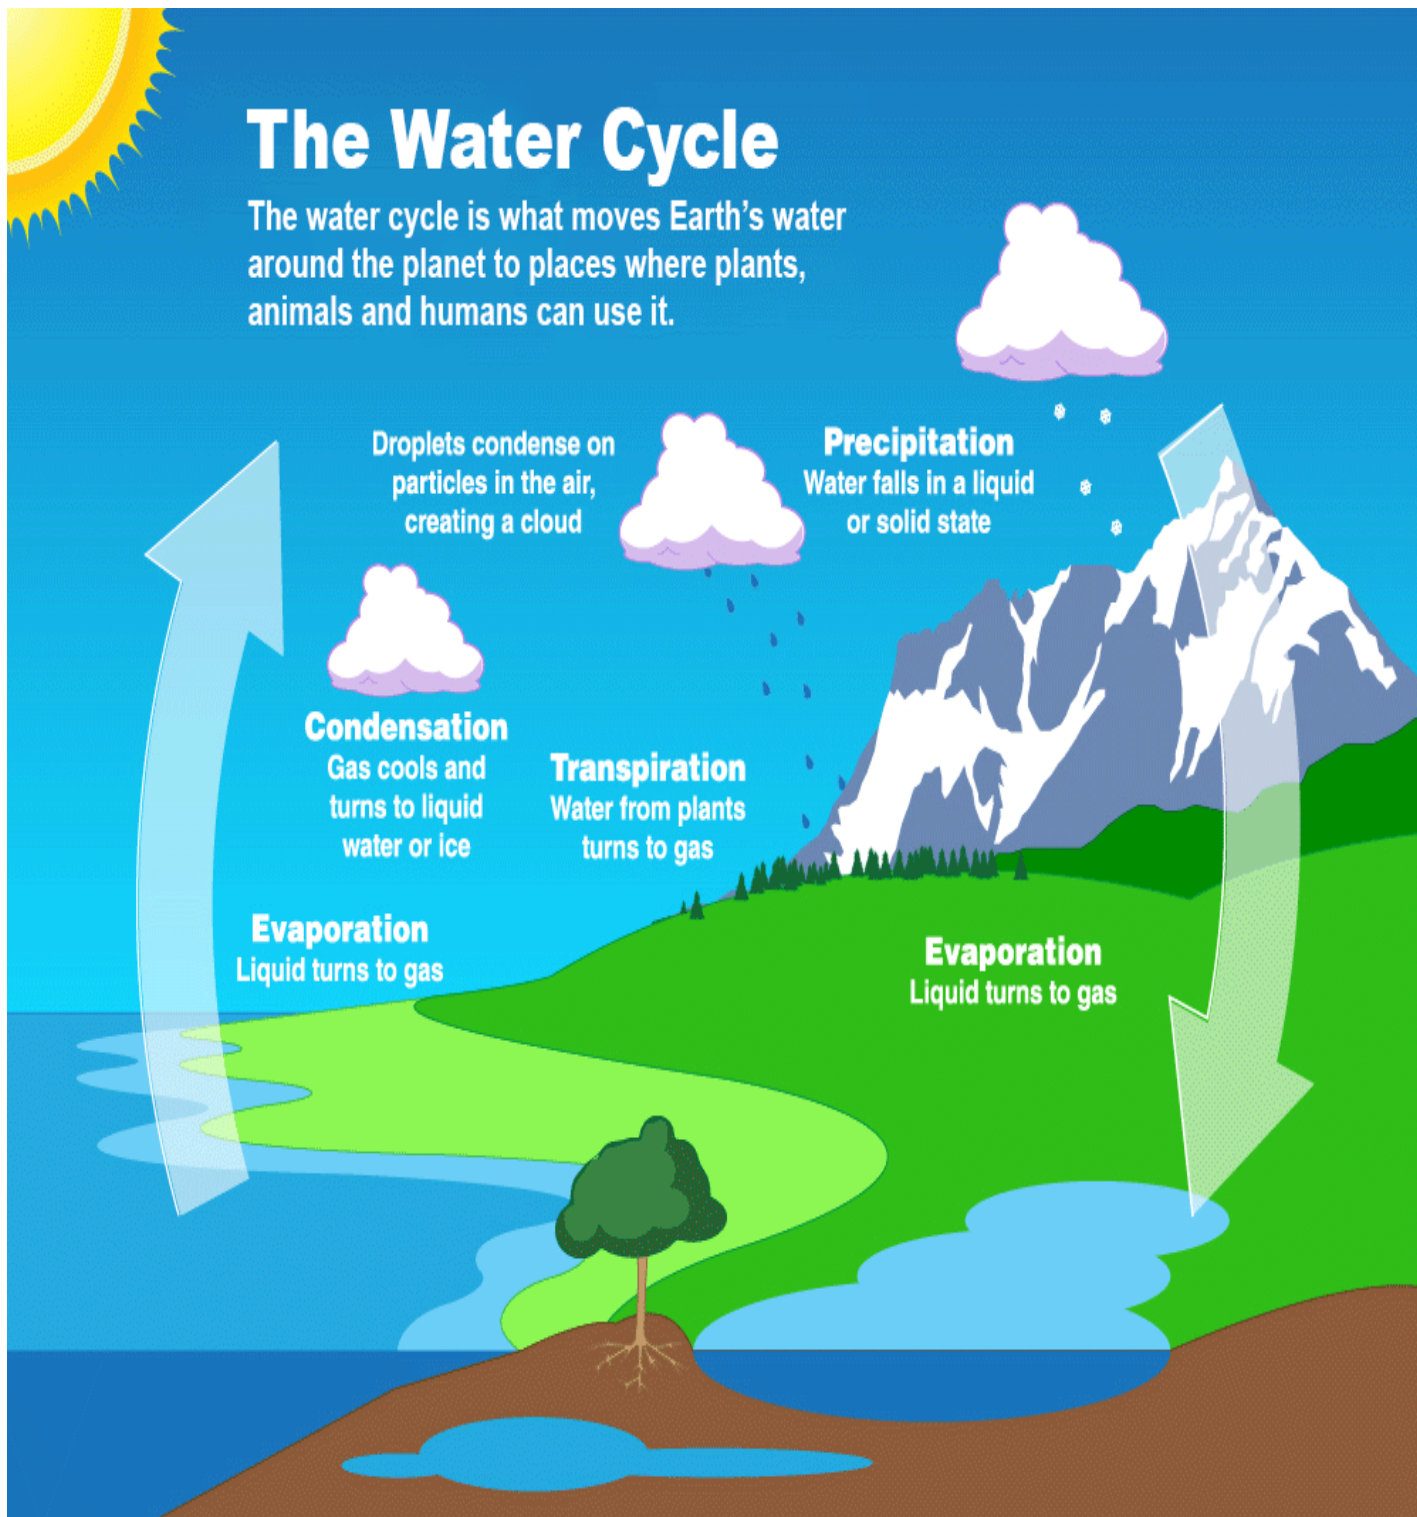 The Water Cycle
The water cycle is what moves Earth's water
around the planet to places where plants,
animals and humans can use it.
Droplets condense on
particles in the air,
creating a cloud
Precipitation
Water falls in a liquid
or solid state
Condensation
Gas cools and
turns to liquid
water or ice
Transpiration
Water from plants
turns to gas
Evaporation
Liquid turns to gas
Evaporation
Liquid turns to gas